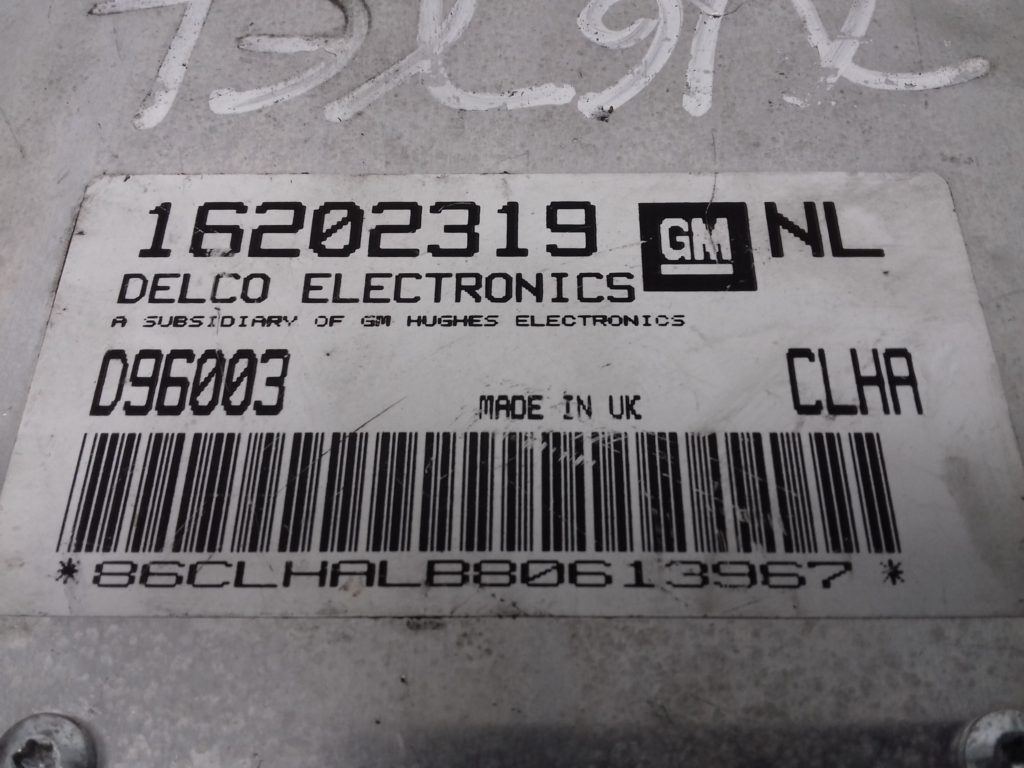 16202319 GM NL
DELCO ELECTRONICS
A SUBSIDIARY OF GM HUGHES ELECTRONICS
D96003 MADE IN UK CLHA
*86CLHALB80613967*